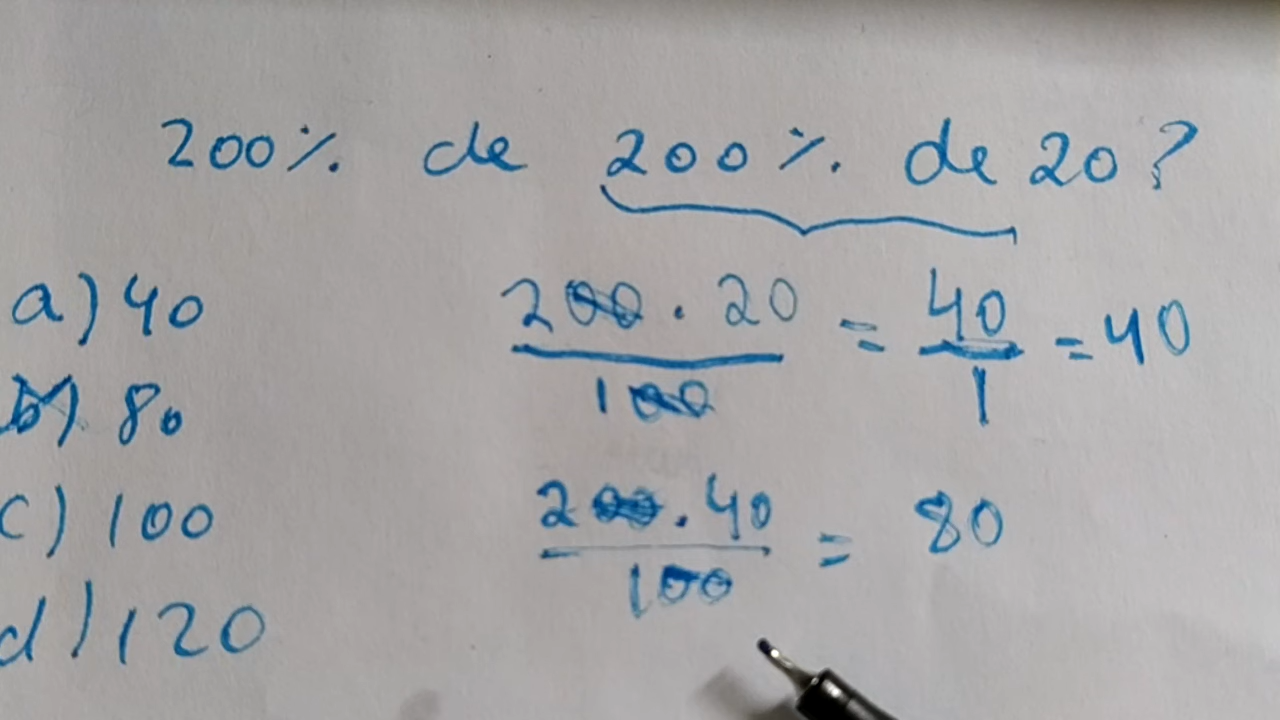 200% de 200% de 20?
a) 40
b) 80
c) 100
d) 120
200 . 20 / 100 = 40 / 1 = 40
200 . 40 / 100 = 80